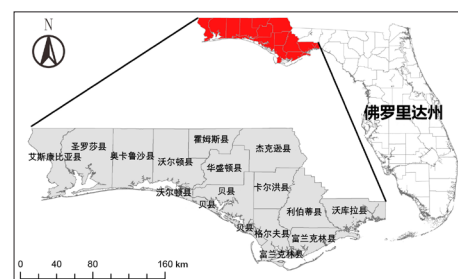 N
佛罗里达州
霍姆斯县
圣罗莎县
杰克逊县
艾斯康比亚县
奥卡鲁沙县
沃尔顿县
华盛顿县
沃尔顿县
贝县
卡尔洪县
贝县
利伯蒂县
沃库拉县
贝县
格尔夫县
富兰克林县
富兰克林县
0 20 40 80 120 160 km